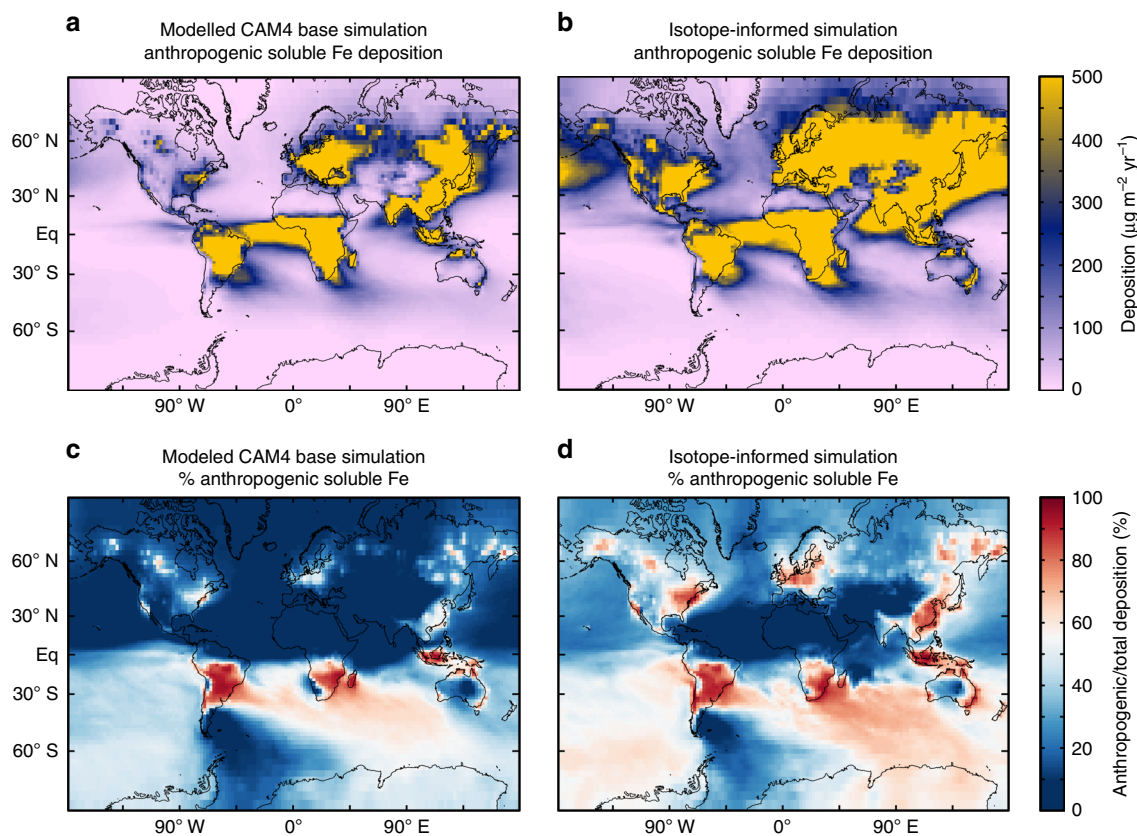 a
Modelled CAM4 base simulation
anthropogenic soluble Fe deposition
b
Isotope-informed simulation
anthropogenic soluble Fe deposition
60° N
30° N
Eq
30° S
60° S
90° W
0°
90° E
90° W
0°
90° E
500
400
300
200
100
0
Deposition (µg m⁻² yr⁻¹)
c
Modeled CAM4 base simulation
% anthropogenic soluble Fe
d
Isotope-informed simulation
% anthropogenic soluble Fe
60° N
30° N
Eq
30° S
60° S
90° W
0°
90° E
90° W
0°
90° E
100
80
60
40
20
0
Anthropogenic/total deposition (%)